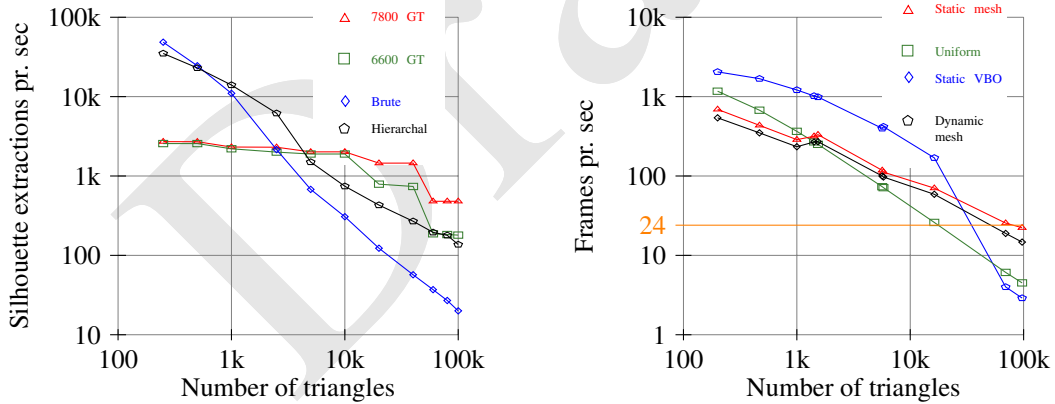 100k
10k
1k
100
10
100
1k
10k
100k
Silhouette extractions pr. sec
Number of triangles
7800 GT
6600 GT
Brute
Hierarchal
1k
100
24
10
1
100
1k
10k
100k
Frames pr. sec
Number of triangles
Static mesh
Uniform
Static VBO
Dynamic
mesh